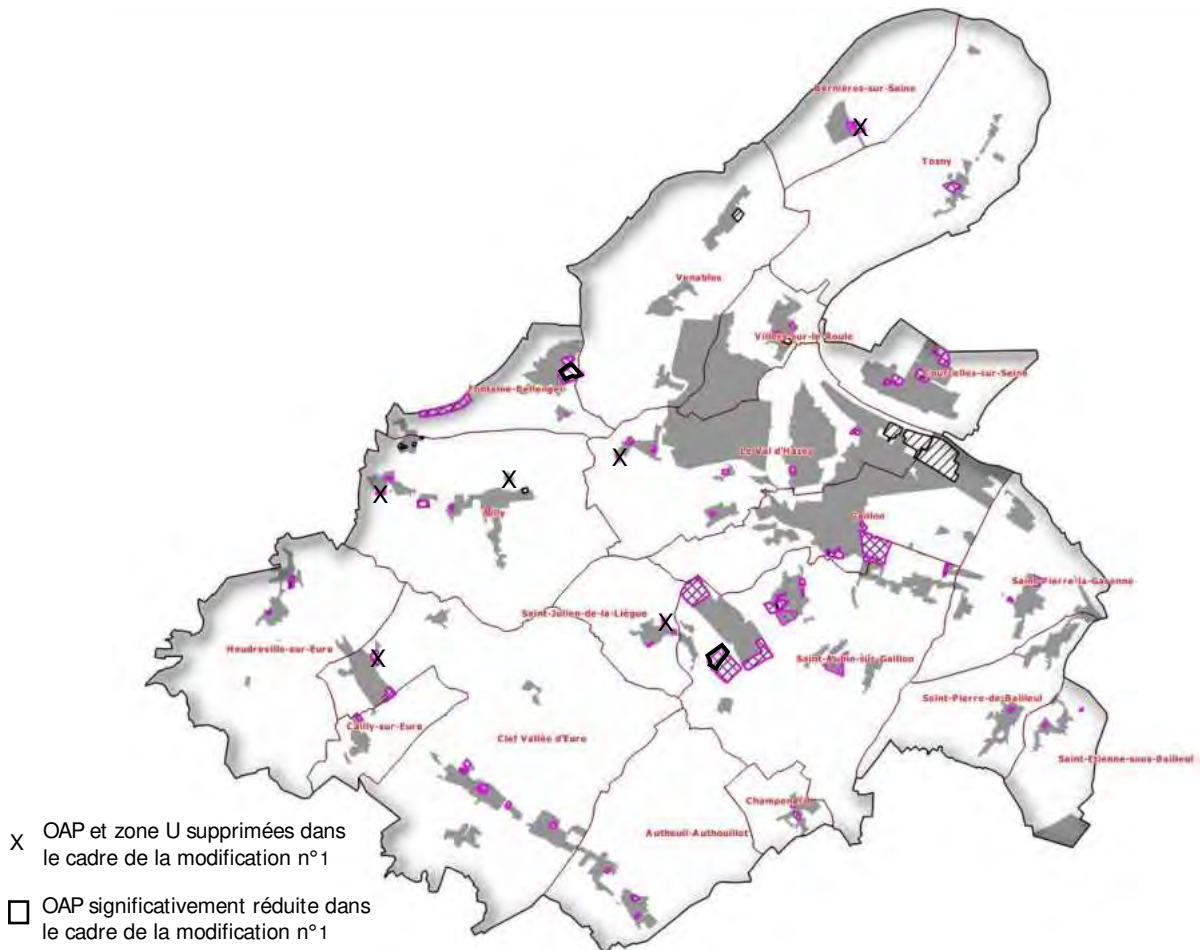 Bernières-sur-Seine
Tosny
Venables
Villers-sur-le-Roule
Courcelles-sur-Seine
Fontaine-Bellenger
Le Val d'Hazey
Ailly
Gaillon
Saint-Pierre-la-Garenne
Saint-Julien-de-la-Liègue
Heudreville-sur-Eure
Saint-Aubin-sur-Gaillon
Saint-Pierre-de-Bailleul
Cailly-sur-Eure
Clef Vallée d'Eure
Saint-Etienne-sous-Bailleul
Champenard
Autheuil-Authouillet
X
X
X
X
X
X
X OAP et zone U supprimées dans
le cadre de la modification n°1
OAP significativement réduite dans
le cadre de la modification n°1